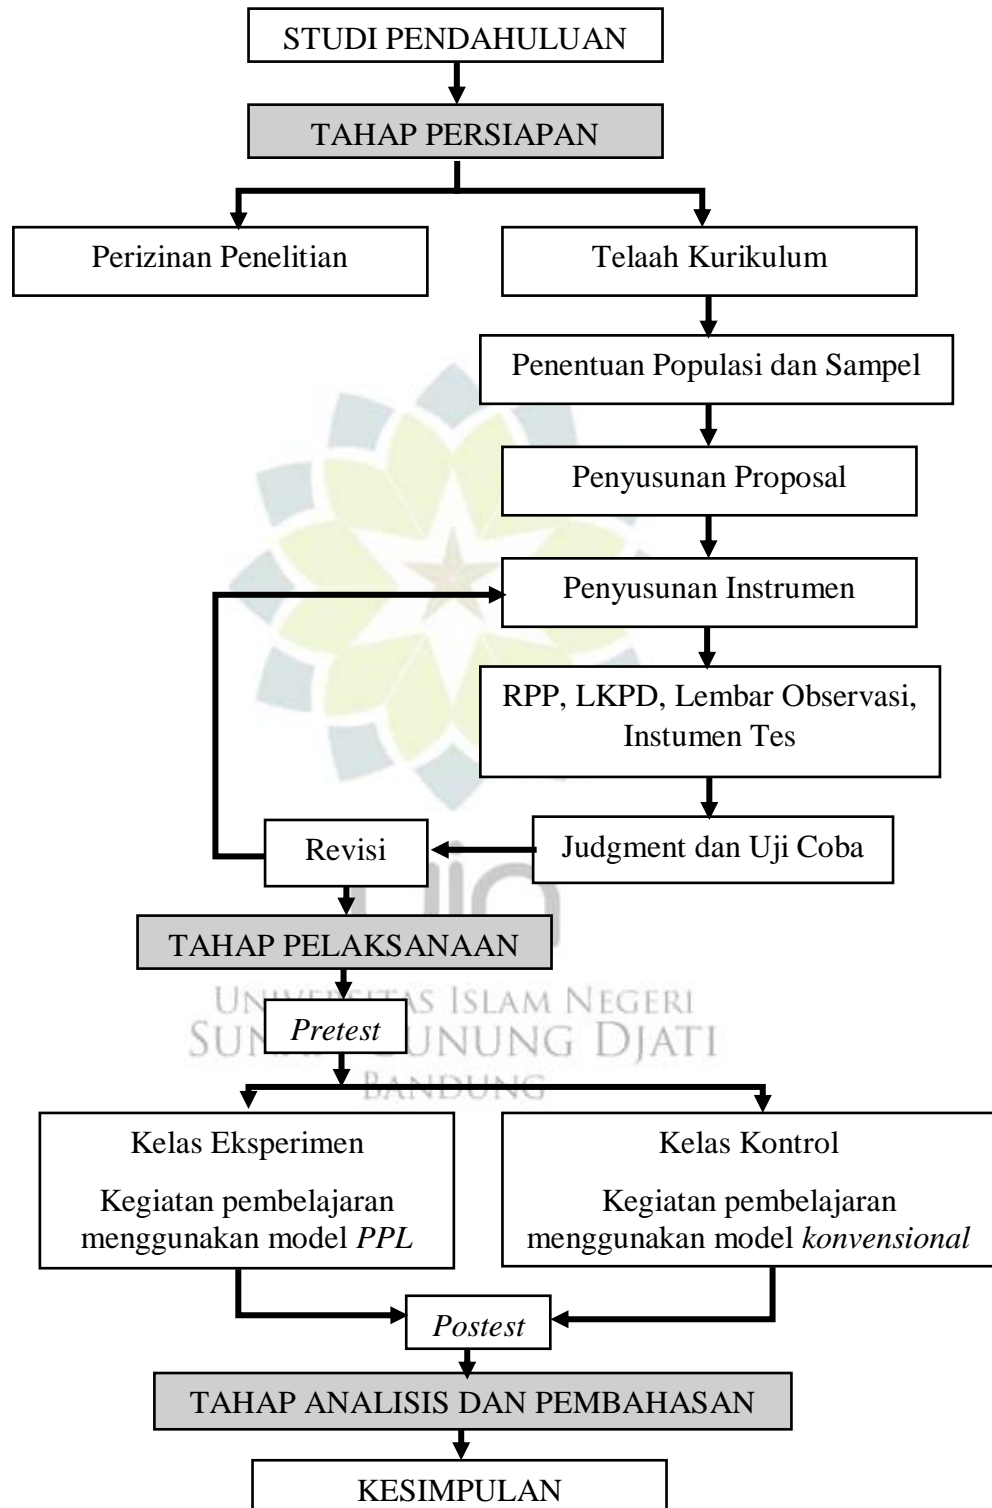 STUDI PENDAHULUAN
TAHAP PERSIAPAN
Perizinan Penelitian
Telaah Kurikulum
Penentuan Populasi dan Sampel
Penyusunan Proposal
Penyusunan Instrumen
RPP, LKPD, Lembar Observasi,
Instumen Tes
Judgment dan Uji Coba
Revisi
uin
TAHAP PELAKSANAAN
UNIVERSITAS ISLAM NEGERI
SUNAN GUNUNG DJATI
BANDUNG
Pretest
Kelas Eksperimen
Kegiatan pembelajaran
menggunakan model PPL
Kelas Kontrol
Kegiatan pembelajaran
menggunakan model konvensional
Postest
TAHAP ANALISIS DAN PEMBAHASAN
KESIMPULAN